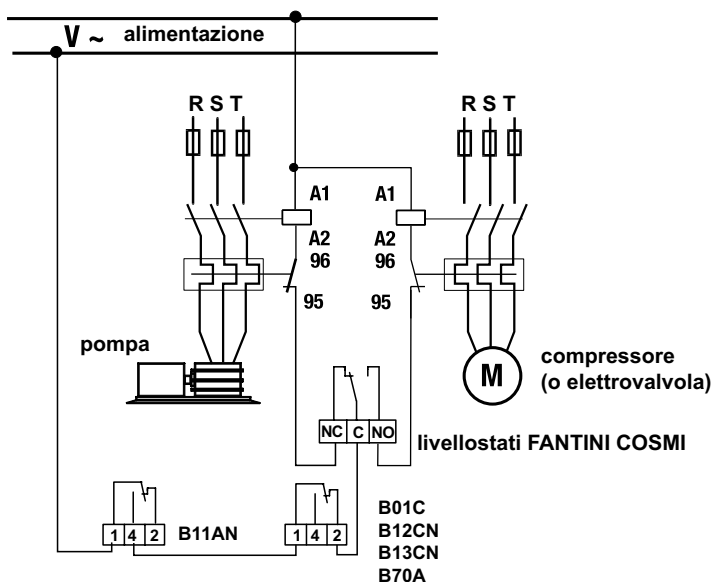 V ~ alimentazione
R S T
R S T
A1
A1
A2
A2
96
96
95
95
pompa
M
compressore
(o elettrovalvola)
NC C NO
livellostati FANTINI COSMI
1 4 2
B11AN
1 4 2
B01C
B12CN
B13CN
B70A